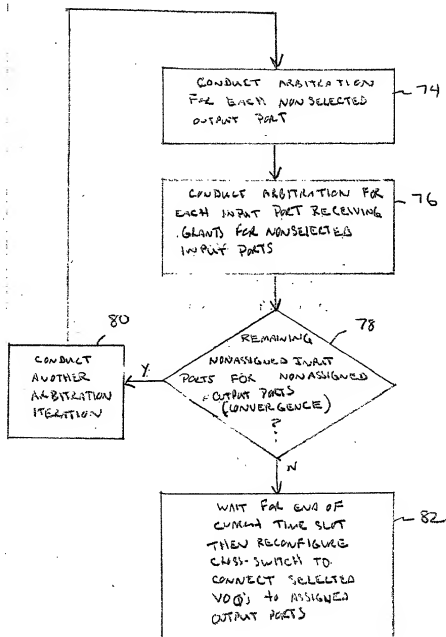 CONDUCT ARBITRATION
FOR EACH NONSELECTED
OUTPUT PORT
74
CONDUCT ARBITRATION FOR
EACH INPUT PORT RECEIVING
GRANTS FOR NONSELECTED
INPUT PORTS
76
80
CONDUCT
ANOTHER
ARBITRATION
ITERATION
Y
78
REMAINING
NONASSIGNED INPUT
PORTS FOR NONASSIGNED
OUTPUT PORTS
(CONVERGENCE)
?
N
WAIT FOR END OF
CURRENT TIME SLOT
THEN RECONFIGURE
CROSS-SWITCH TO
CONNECT SELECTED
VOQ's to ASSIGNED
OUTPUT PORTS
82